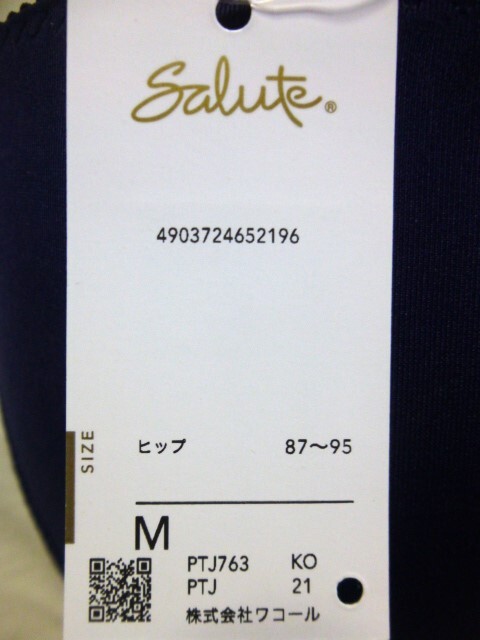 Salute®
4903724652196
SIZE
ヒップ 87～95
M
PTJ763 KO
PTJ 21
株式会社ワコール